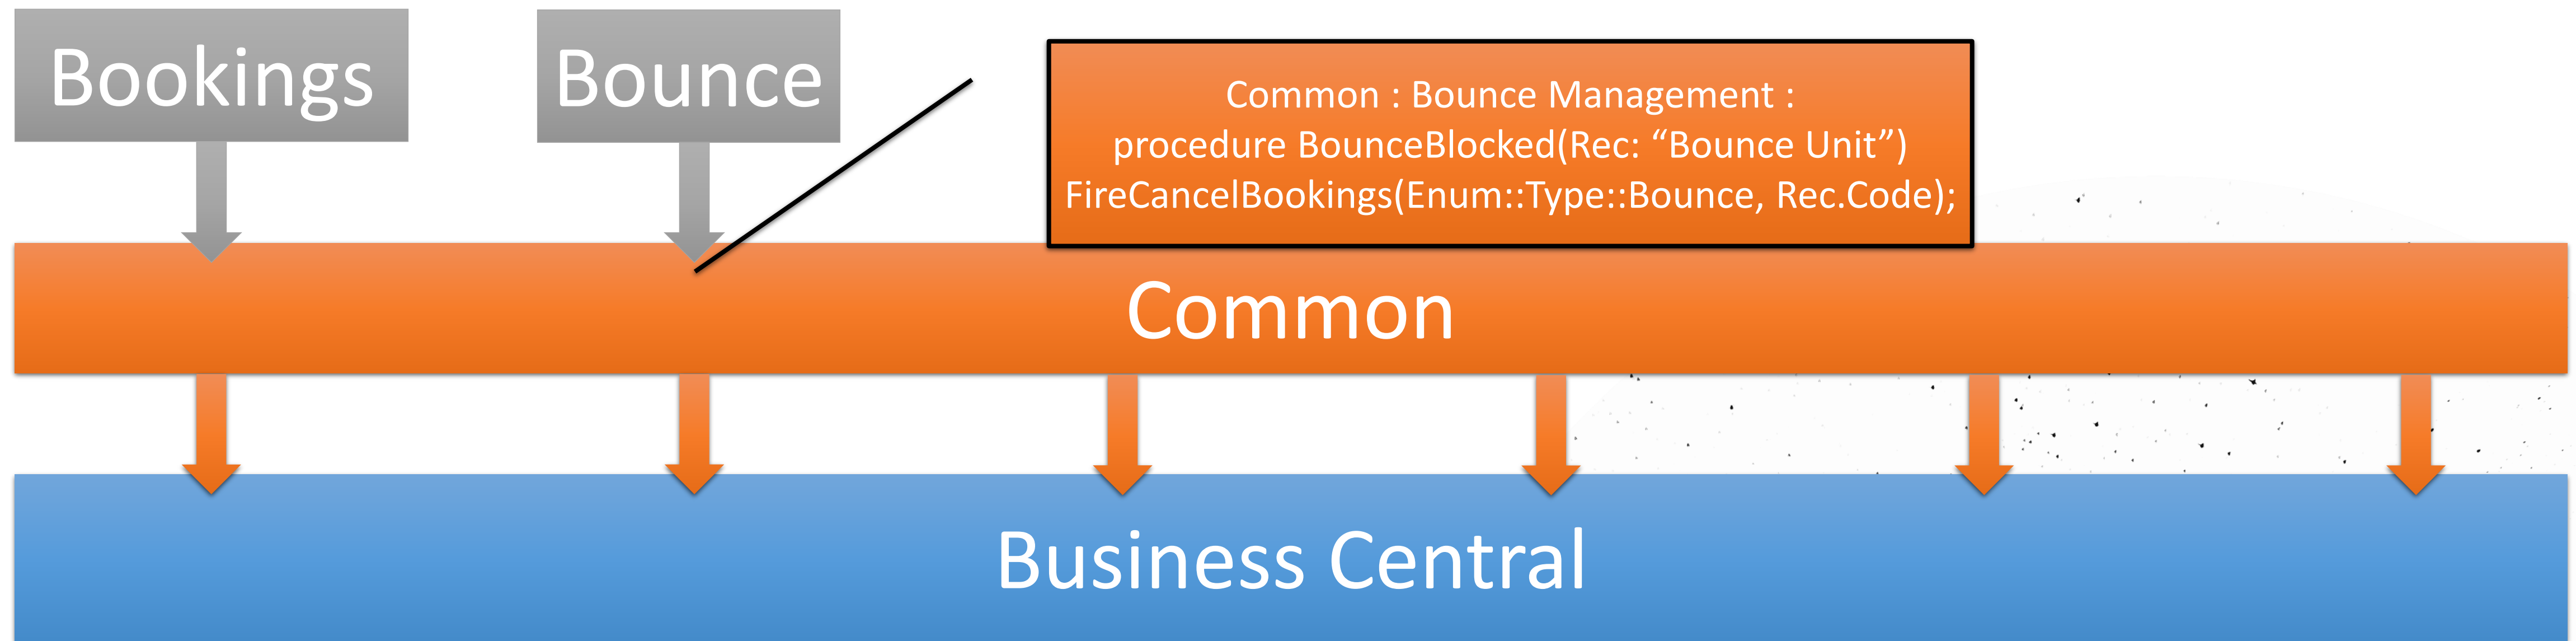 Bookings
Bounce
Common : Bounce Management :
procedure BounceBlocked(Rec: “Bounce Unit”)
FireCancelBookings(Enum::Type::Bounce, Rec.Code);
Common
Business Central